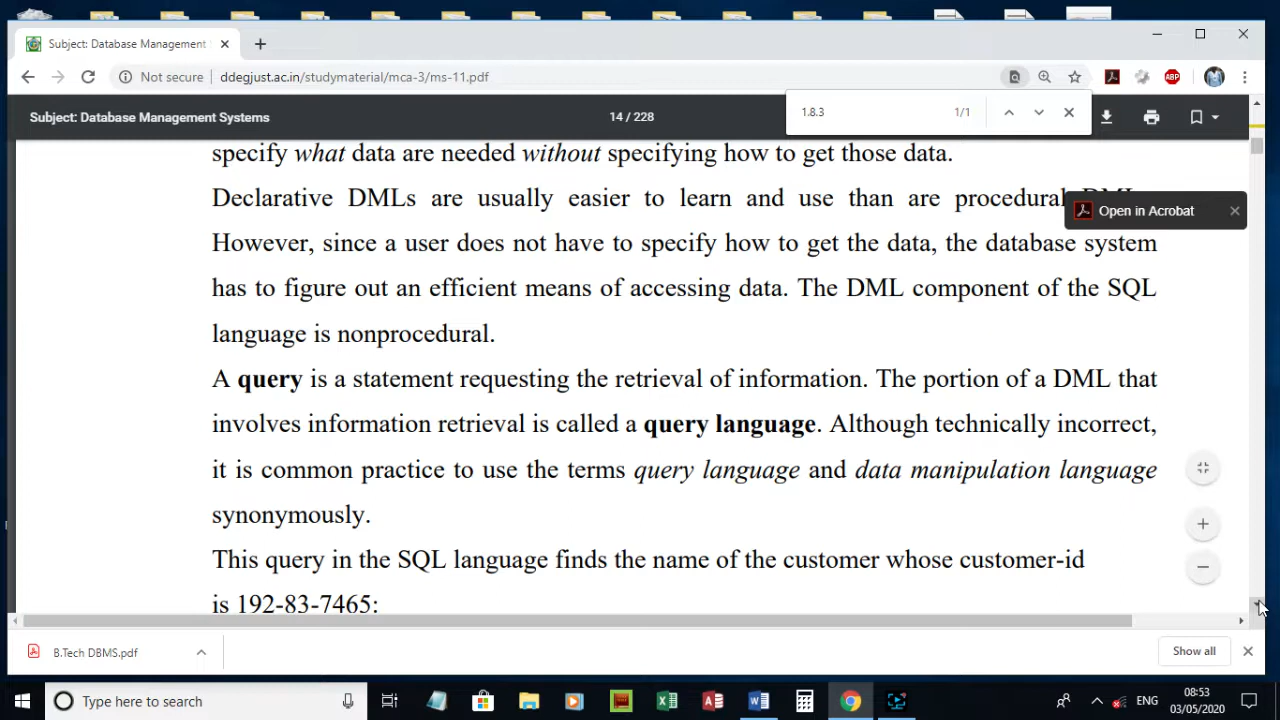 Subject: Database Management
Not secure
ddegjust.ac.in/studymaterial/mca-3/ms-11.pdf
ABP
Subject: Database Management Systems
14 / 228
1.8.3
1/1
specify what data are needed without specifying how to get those data.
Declarative DMLs are usually easier to learn and use than are procedural
Open in Acrobat
However, since a user does not have to specify how to get the data, the database system
has to figure out an efficient means of accessing data. The DML component of the SQL
language is nonprocedural.
A query is a statement requesting the retrieval of information. The portion of a DML that
involves information retrieval is called a query language. Although technically incorrect,
it is common practice to use the terms query language and data manipulation language
synonymously.
This query in the SQL language finds the name of the customer whose customer-id
is 192-83-7465:
B.Tech DBMS.pdf
Show all
Type here to search
ENG
08:53
03/05/2020